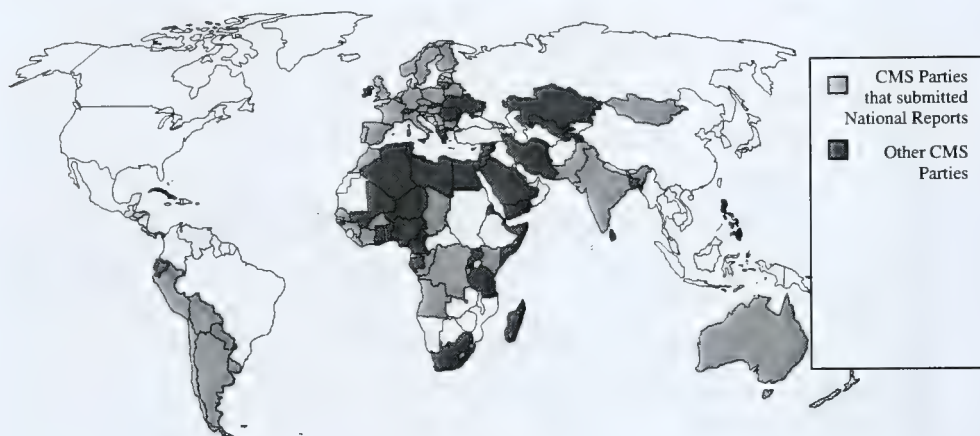 CMS Parties
that submitted
National Reports
Other CMS
Parties